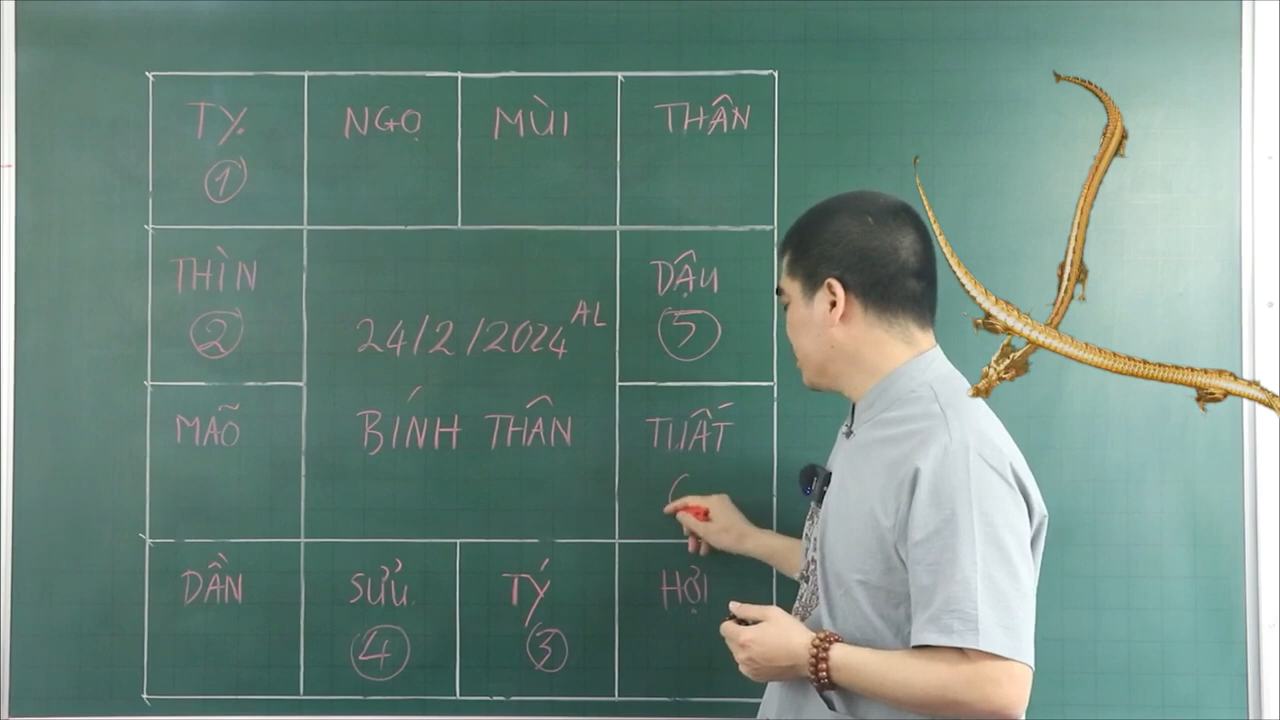 TỴ
①
NGỌ
MÙI
THÂN
THÌN
②
24/2/2024 AL
BÍNH THÂN
DẬU
⑤
MÃO
TUẤT
DẦN
SỬU
④
TÝ
③
HỢI